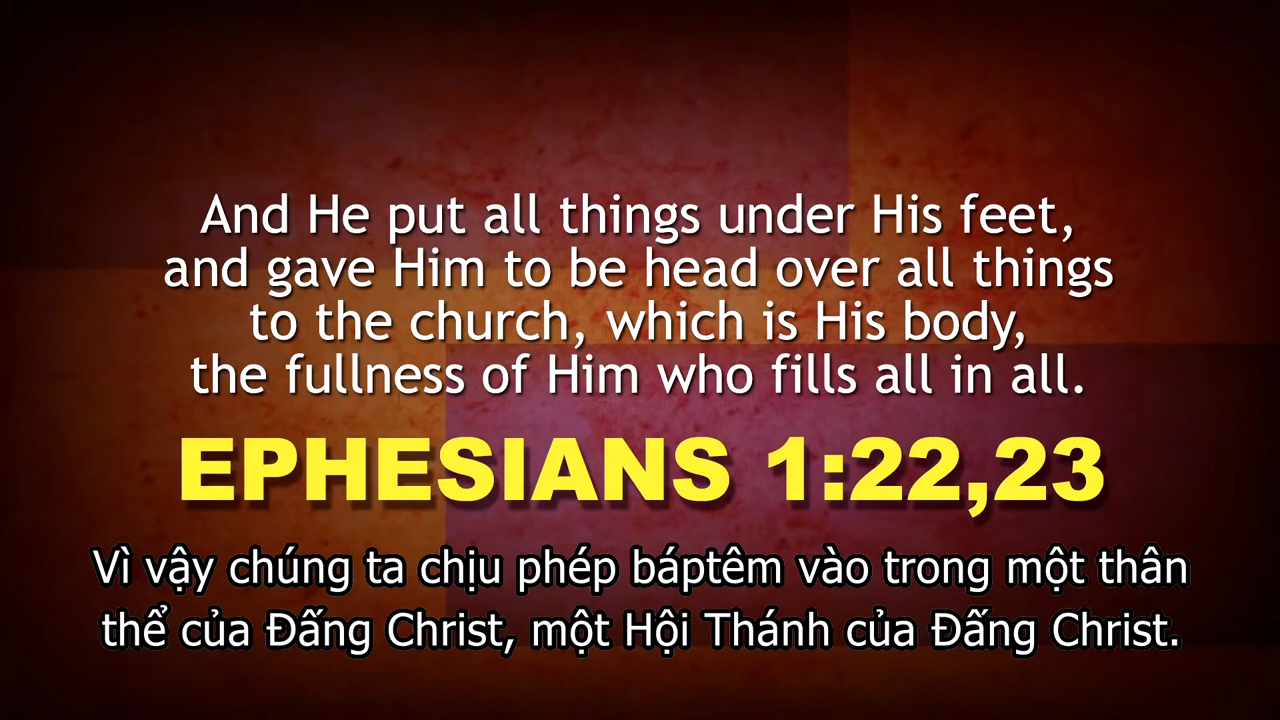 And He put all things under His feet,
and gave Him to be head over all things
to the church, which is His body,
the fullness of Him who fills all in all.
EPHESIANS 1:22,23
Vì vậy chúng ta chịu phép báptêm vào trong một thân
thể của Đấng Christ, một Hội Thánh của Đấng Christ.